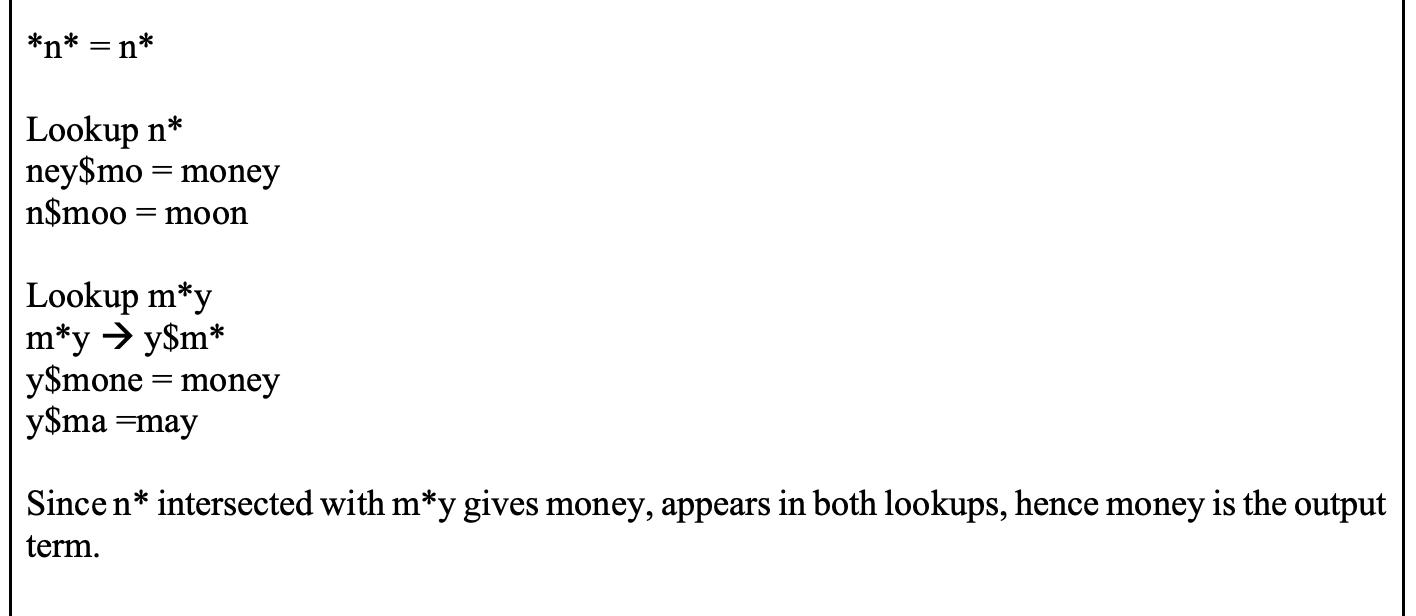 *n* = n*
Lookup n*
ney$mo = money
n$moo = moon
Lookup m*y
m*y → y$m*
y$mone = money
y$ma =may
Since n* intersected with m*y gives money, appears in both lookups, hence money is the output
term.